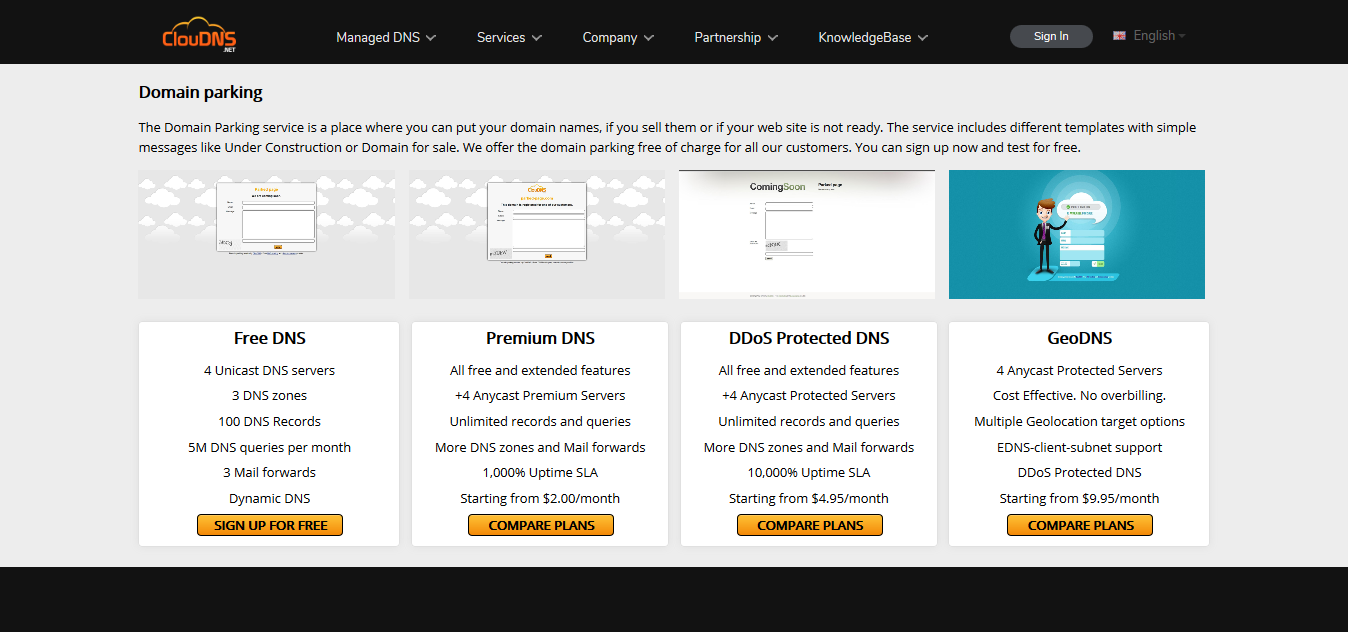 ClouDNS
.NET
Managed DNS
Services
Company
Partnership
KnowledgeBase
Sign In
English
Domain parking
The Domain Parking service is a place where you can put your domain names, if you sell them or if your web site is not ready. The service includes different templates with simple
messages like Under Construction or Domain for sale. We offer the domain parking free of charge for all our customers. You can sign up now and test for free.
ClouDNS
ComingSoon
Parked page
Free DNS
4 Unicast DNS servers
3 DNS zones
100 DNS Records
5M DNS queries per month
3 Mail forwards
Dynamic DNS
SIGN UP FOR FREE
Premium DNS
All free and extended features
+4 Anycast Premium Servers
Unlimited records and queries
More DNS zones and Mail forwards
1,000% Uptime SLA
Starting from $2.00/month
COMPARE PLANS
DDoS Protected DNS
All free and extended features
+4 Anycast Protected Servers
Unlimited records and queries
More DNS zones and Mail forwards
10,000% Uptime SLA
Starting from $4.95/month
COMPARE PLANS
GeoDNS
4 Anycast Protected Servers
Cost Effective. No overbilling.
Multiple Geolocation target options
EDNS-client-subnet support
DDoS Protected DNS
Starting from $9.95/month
COMPARE PLANS